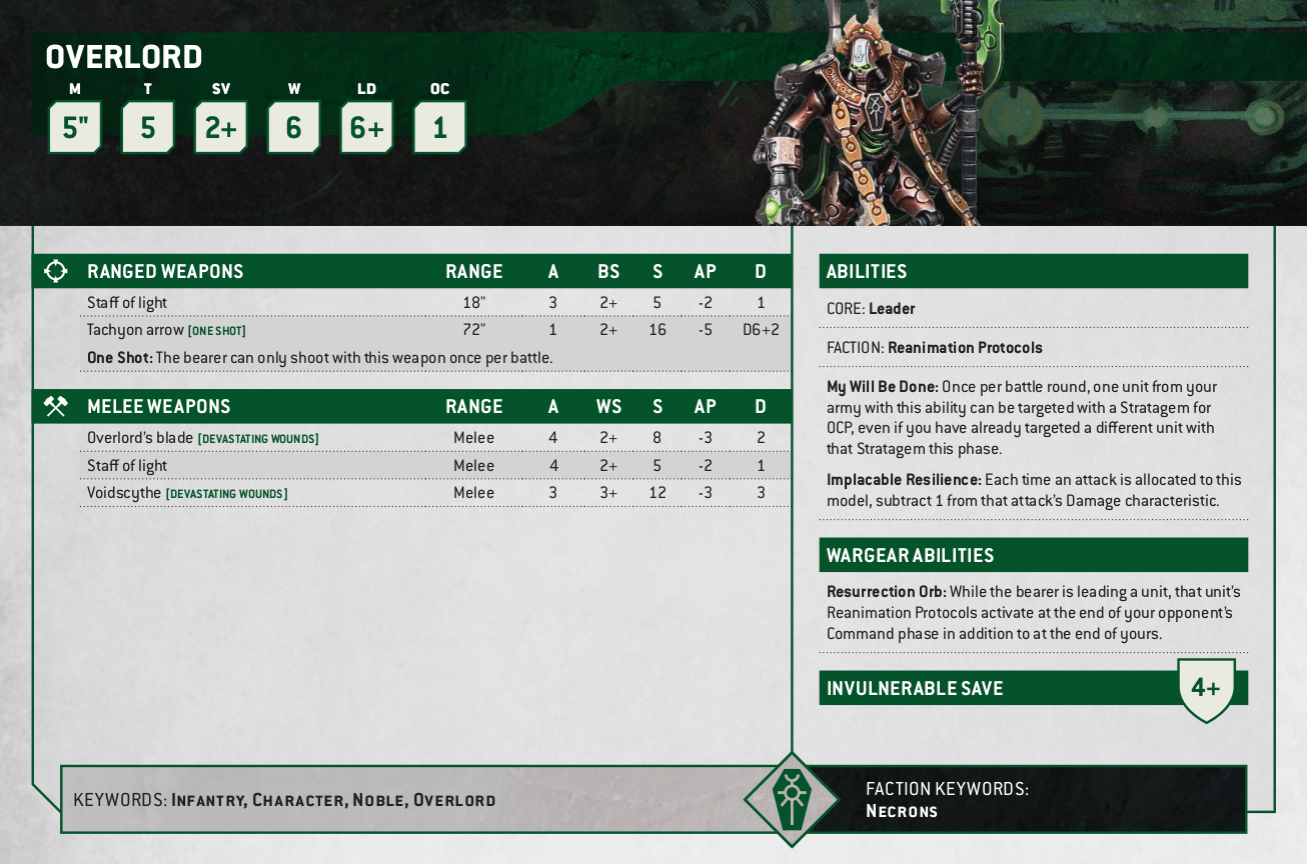 OVERLORD
M T SV W LD OC
5" 5 2+ 6 6+ 1
RANGED WEAPONS RANGE A BS S AP D
Staff of light 18" 3 2+ 5 -2 1
Tachyon arrow [ONE SHOT] 72" 1 2+ 16 -5 D6+2
One Shot: The bearer can only shoot with this weapon once per battle.
MELEE WEAPONS RANGE A WS S AP D
Overlord's blade [DEVASTATING WOUNDS] Melee 4 2+ 8 -3 2
Staff of light Melee 4 2+ 5 -2 1
Voidscythe [DEVASTATING WOUNDS] Melee 3 3+ 12 -3 3
ABILITIES
CORE: Leader
FACTION: Reanimation Protocols
My Will Be Done: Once per battle round, one unit from your
army with this ability can be targeted with a Stratagem for
0CP, even if you have already targeted a different unit with
that Stratagem this phase.
Implacable Resilience: Each time an attack is allocated to this
model, subtract 1 from that attack's Damage characteristic.
WARGEAR ABILITIES
Resurrection Orb: While the bearer is leading a unit, that unit's
Reanimation Protocols activate at the end of your opponent's
Command phase in addition to at the end of yours.
INVULNERABLE SAVE 4+
KEYWORDS: INFANTRY, CHARACTER, NOBLE, OVERLORD
FACTION KEYWORDS:
NECRONS